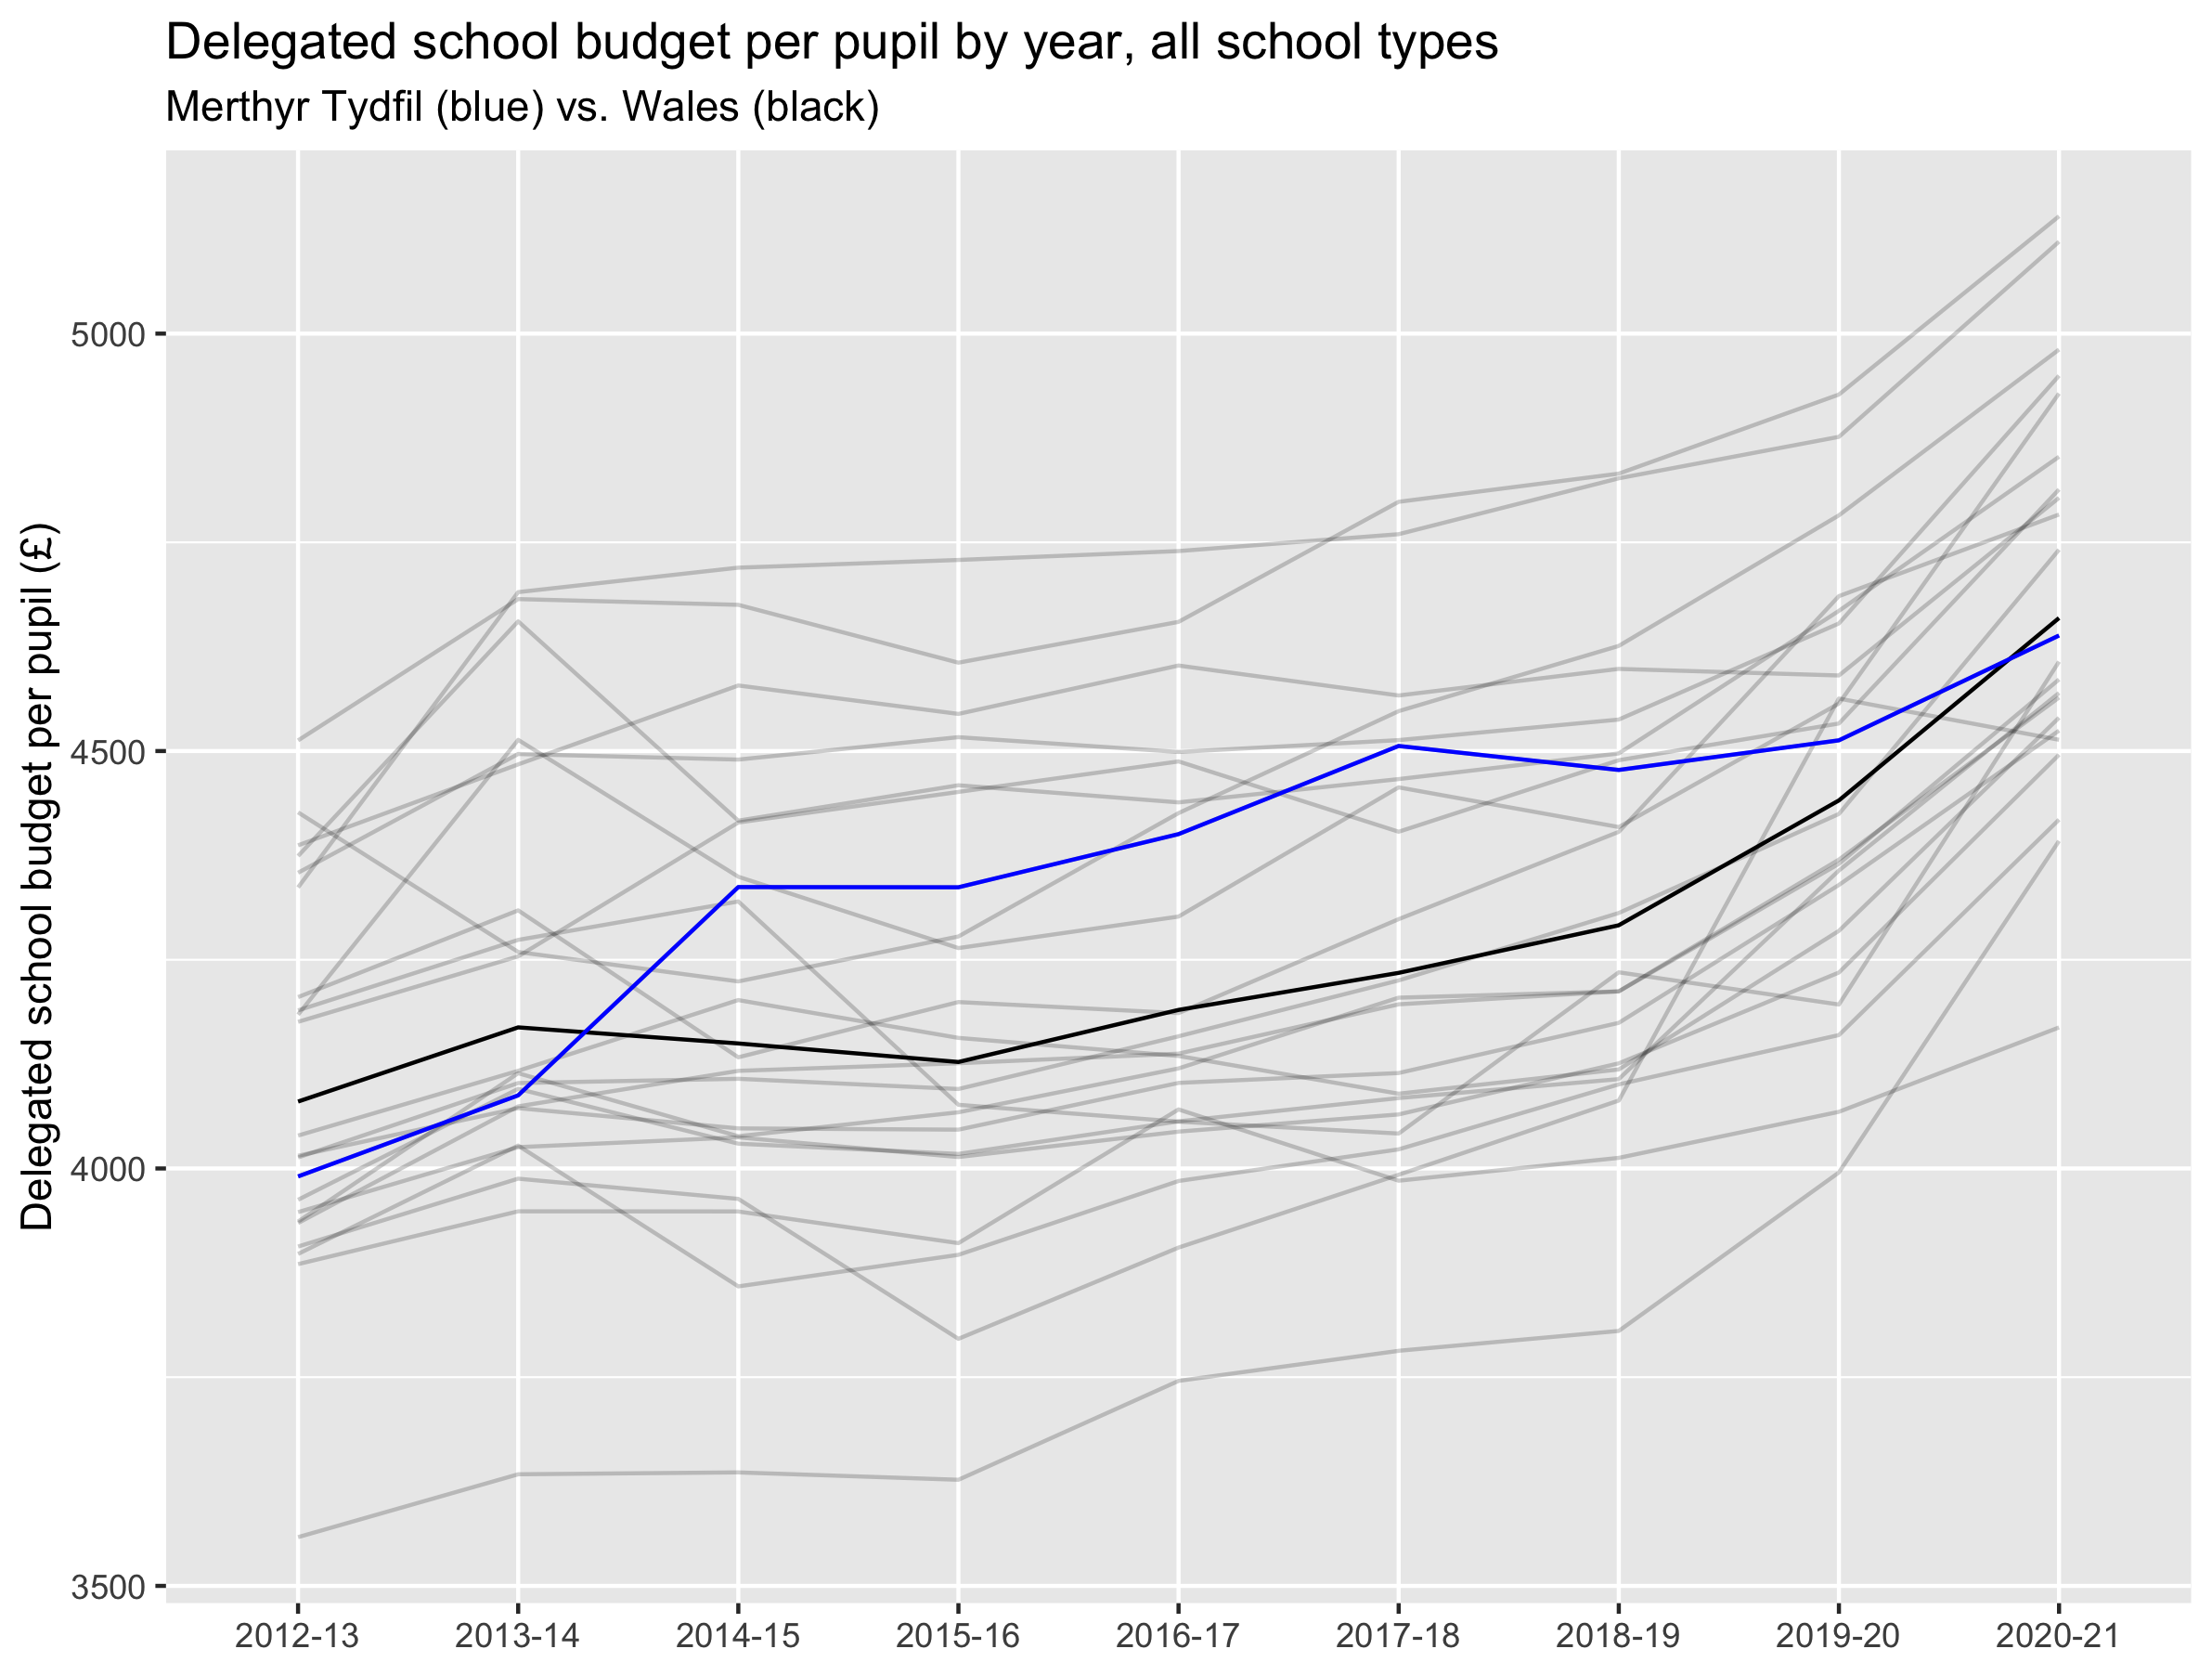 Delegated school budget per pupil by year, all school types
Merthyr Tydfil (blue) vs. Wales (black)
Delegated school budget per pupil (£)
5000
4500
4000
3500
2012-13 2013-14 2014-15 2015-16 2016-17 2017-18 2018-19 2019-20 2020-21